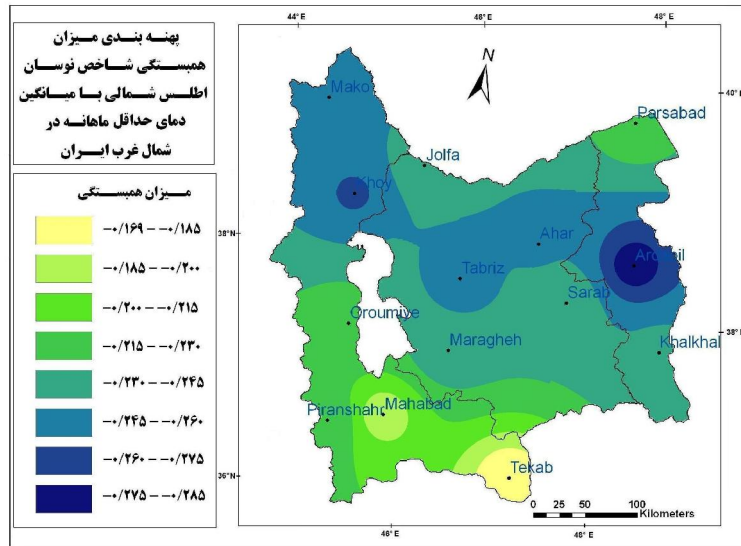 پهنه بندی میزان
همبستگی شاخص نوسان
اطلس شمالی با میانگین
دمای حداقل ماهانه در
شمال غرب ایران
میزان همبستگی
-۰/۱۶۹ - -۰/۱۸۵
-۰/۱۸۵ - -۰/۲۰۰
-۰/۲۰۰ - -۰/۲۱۵
-۰/۲۱۵ - -۰/۲۳۰
-۰/۲۳۰ - -۰/۲۴۵
-۰/۲۴۵ - -۰/۲۶۰
-۰/۲۶۰ - -۰/۲۷۵
-۰/۲۷۵ - -۰/۲۸۵
44° E 48° E 48° E
N
Mako
40° N
Parsabad
Jolfa
Khoy
38° N
Ahar
Tabriz
Ardebil
Sarab
Oroumiye
38° N
Maragheh
Khalkhal
Piranshahr
Mahabad
36° N
Tekab
36° N
0 25 50 100
Kilometers
46° E 48° E